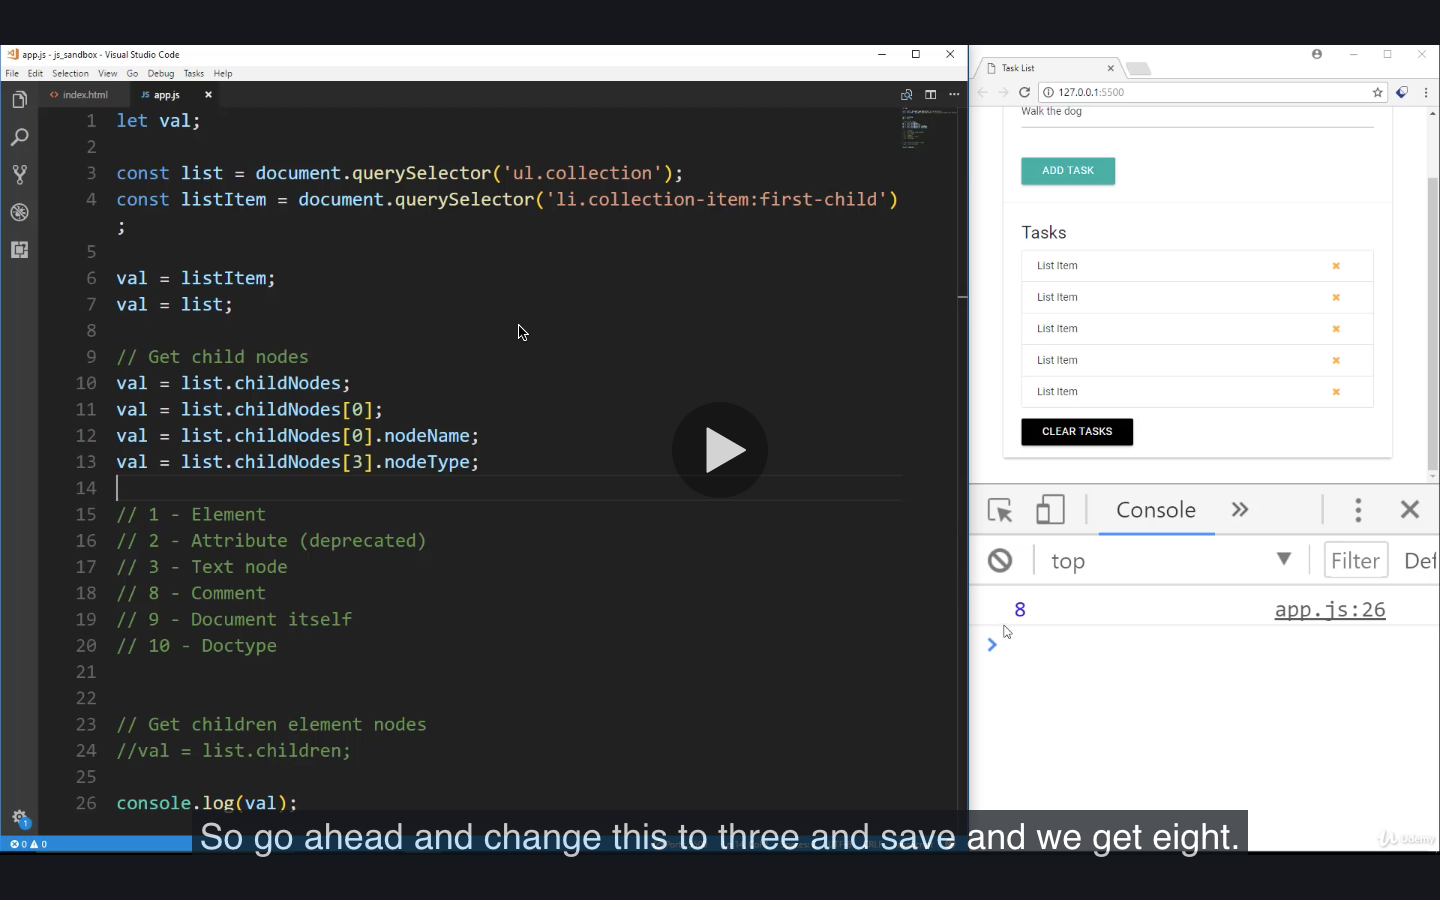 app.js - js_sandbox - Visual Studio Code
File Edit Selection View Go Debug Tasks Help
<> index.html JS app.js
1 let val;
2
3 const list = document.querySelector('ul.collection');
4 const listItem = document.querySelector('li.collection-item:first-child')
;
5
6 val = listItem;
7 val = list;
8
9 // Get child nodes
10 val = list.childNodes;
11 val = list.childNodes[0];
12 val = list.childNodes[0].nodeName;
13 val = list.childNodes[3].nodeType;
14
15 // 1 - Element
16 // 2 - Attribute (deprecated)
17 // 3 - Text node
18 // 8 - Comment
19 // 9 - Document itself
20 // 10 - Doctype
21
22
23 // Get children element nodes
24 //val = list.children;
25
26 console.log(val);
1
0 0
Task List
127.0.0.1:5500
Walk the dog
ADD TASK
Tasks
List Item
List Item
List Item
List Item
List Item
CLEAR TASKS
Console
top Filter Def
8 app.js:26
So go ahead and change this to three and save and we get eight.
Udemy